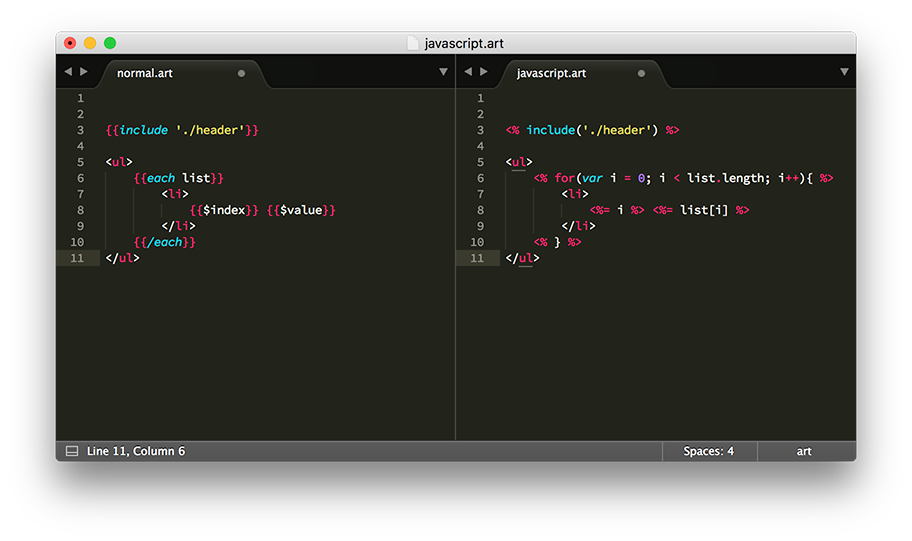 javascript.art
normal.art
1
2
3 {{include './header'}}
4
5 <ul>
6     {{each list}}
7         <li>
8             {{$index}} {{$value}}
9         </li>
10     {{/each}}
11 </ul>
javascript.art
1
2
3 <% include('./header') %>
4
5 <ul>
6     <% for(var i = 0; i < list.length; i++){ %>
7         <li>
8             <%= i %> <%= list[i] %>
9         </li>
10     <% } %>
11 </ul>
Line 11, Column 6
Spaces: 4
art